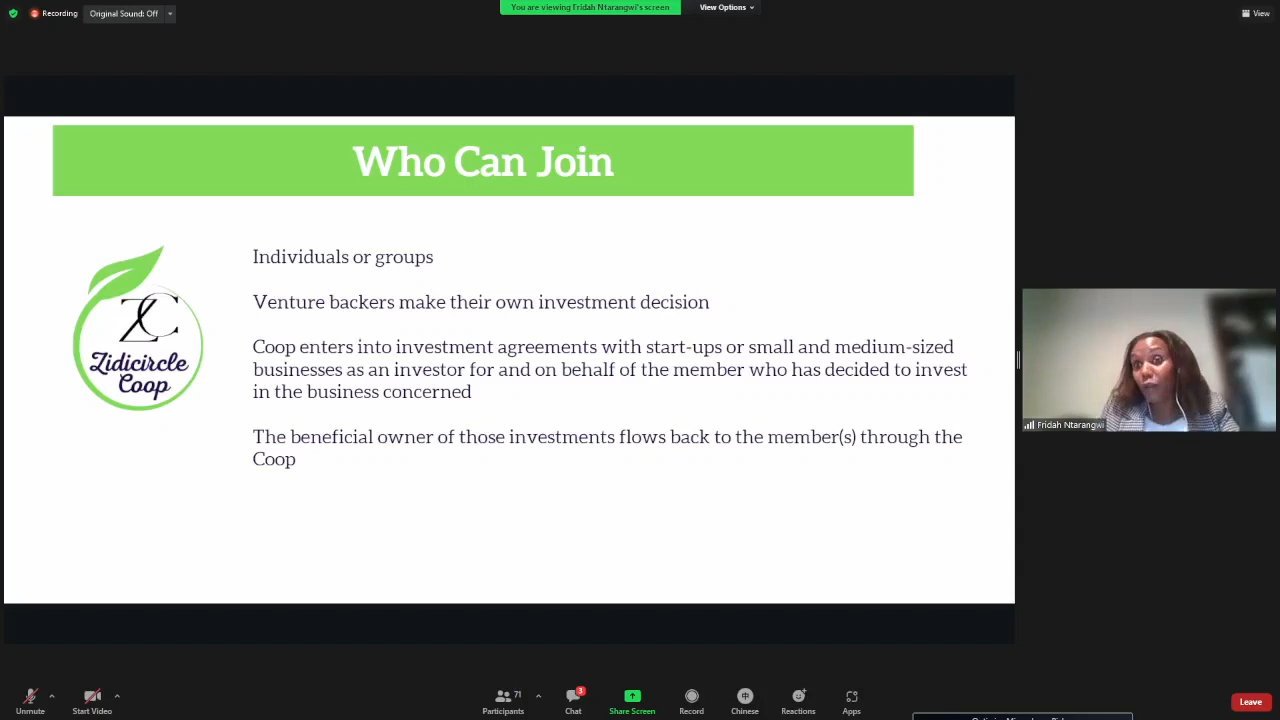 Recording
Original Sound: Off
You are viewing Fridah Ntarangwi's screen
View Options
View
Who Can Join
ZC
Zidicircle
Coop
Individuals or groups
Venture backers make their own investment decision
Coop enters into investment agreements with start-ups or small and medium-sized
businesses as an investor for and on behalf of the member who has decided to invest
in the business concerned
The beneficial owner of those investments flows back to the member(s) through the
Coop
Fridah Ntarangwi
Unmute
Start Video
71
Participants
3
Chat
Share Screen
Record
中
Chinese
Reactions
Apps
Leave